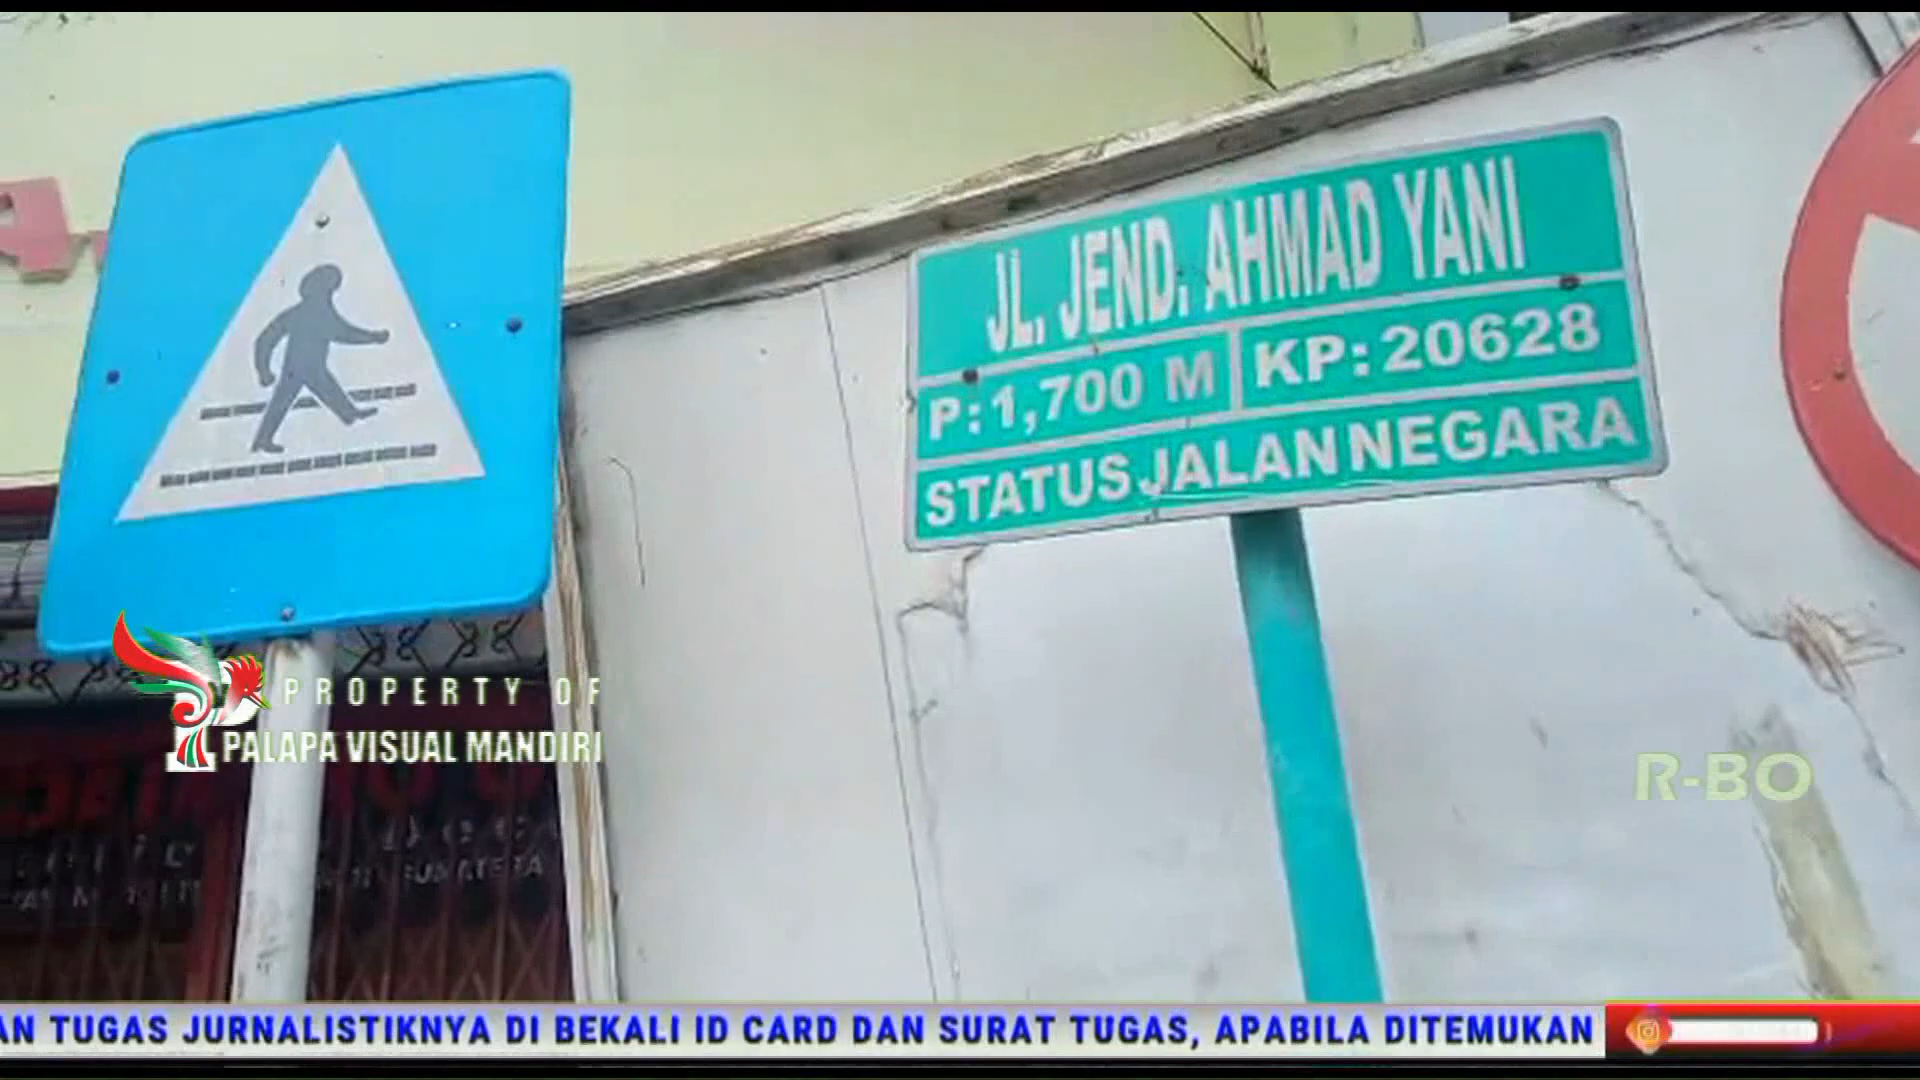 JL. JEND. AHMAD YANI
P: 1,700 M KP: 20628
STATUS JALAN NEGARA
PROPERTY OF
PALAPA VISUAL MANDIRI
R-BO
AN TUGAS JURNALISTIKNYA DI BEKALI ID CARD DAN SURAT TUGAS, APABILA DITEMUKAN